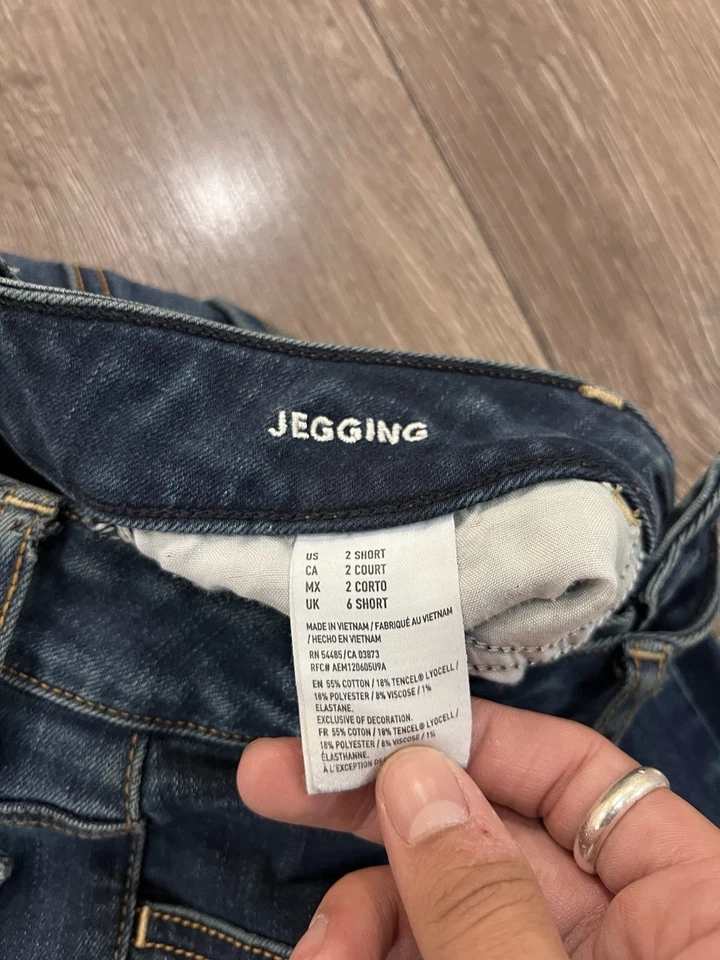 JEGGING
US 2 SHORT
CA 2 COURT
MX 2 CORTO
UK 6 SHORT
MADE IN VIETNAM / FABRIQUÉ AU VIETNAM
/ HECHO EN VIETNAM
RN 54485/CA 03873
RFC# AEM120605U9A
EN 55% COTTON / 18% TENCEL® LYOCELL /
18% POLYESTER / 8% VISCOSE / 1%
ELASTANE.
EXCLUSIVE OF DECORATION.
FR 55% COTON / 18% TENCEL® LYOCELL /
18% POLYESTER / 8% VISCOSE / 1%
ÉLASTHANNE.
À L'EXCEPTION